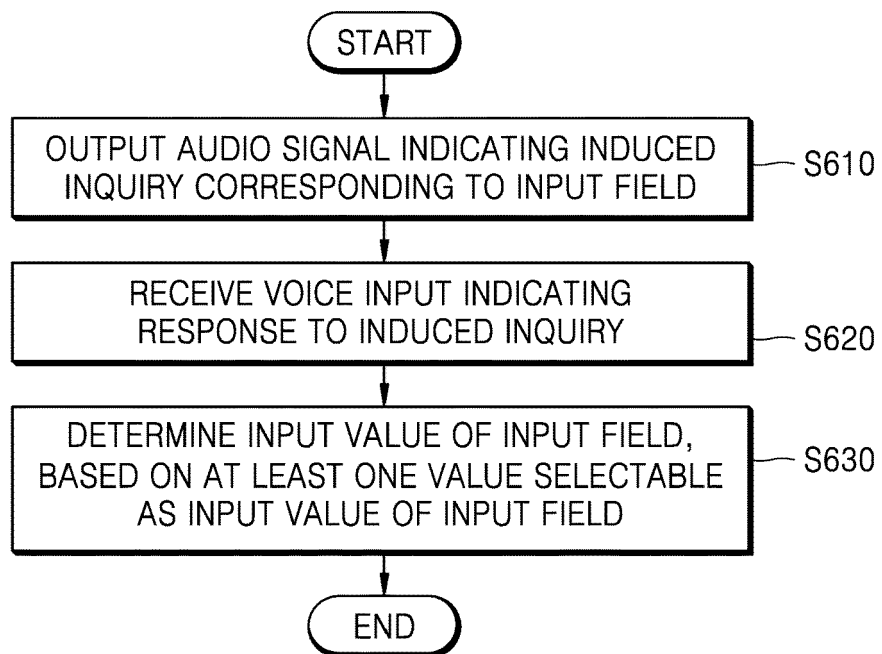 START
OUTPUT AUDIO SIGNAL INDICATING INDUCED
INQUIRY CORRESPONDING TO INPUT FIELD
S610
RECEIVE VOICE INPUT INDICATING
RESPONSE TO INDUCED INQUIRY
S620
DETERMINE INPUT VALUE OF INPUT FIELD,
BASED ON AT LEAST ONE VALUE SELECTABLE
AS INPUT VALUE OF INPUT FIELD
S630
END